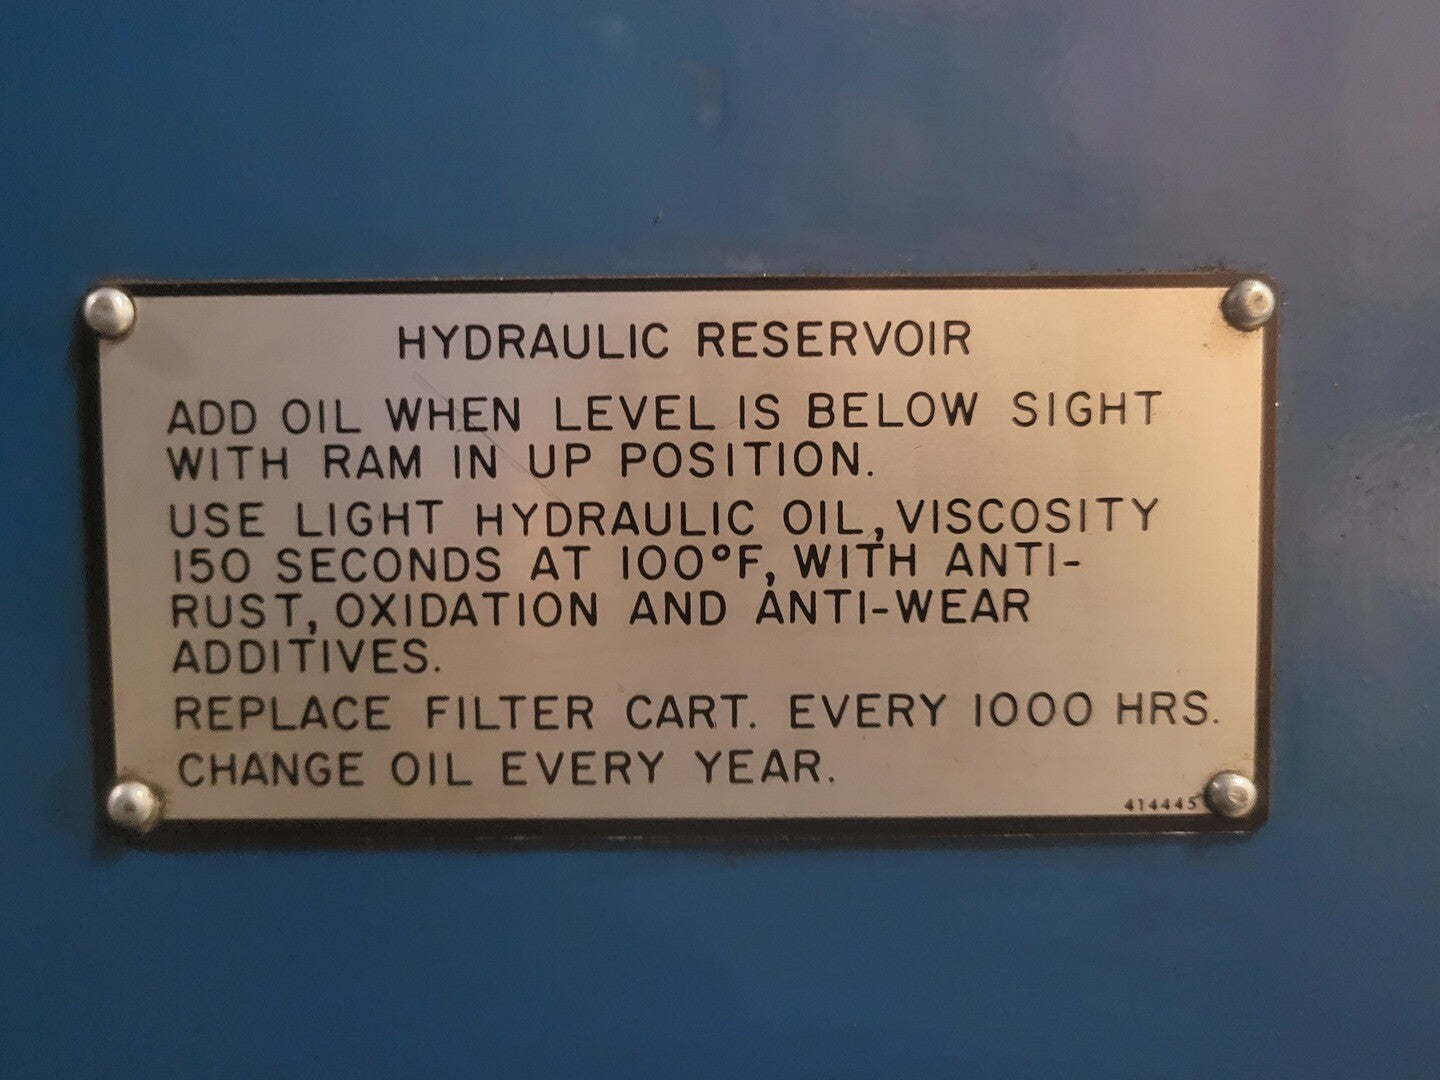 HYDRAULIC RESERVOIR
ADD OIL WHEN LEVEL IS BELOW SIGHT
WITH RAM IN UP POSITION.
USE LIGHT HYDRAULIC OIL, VISCOSITY
150 SECONDS AT 100°F, WITH ANTI-
RUST, OXIDATION AND ANTI-WEAR
ADDITIVES.
REPLACE FILTER CART. EVERY 1000 HRS.
CHANGE OIL EVERY YEAR.
414445